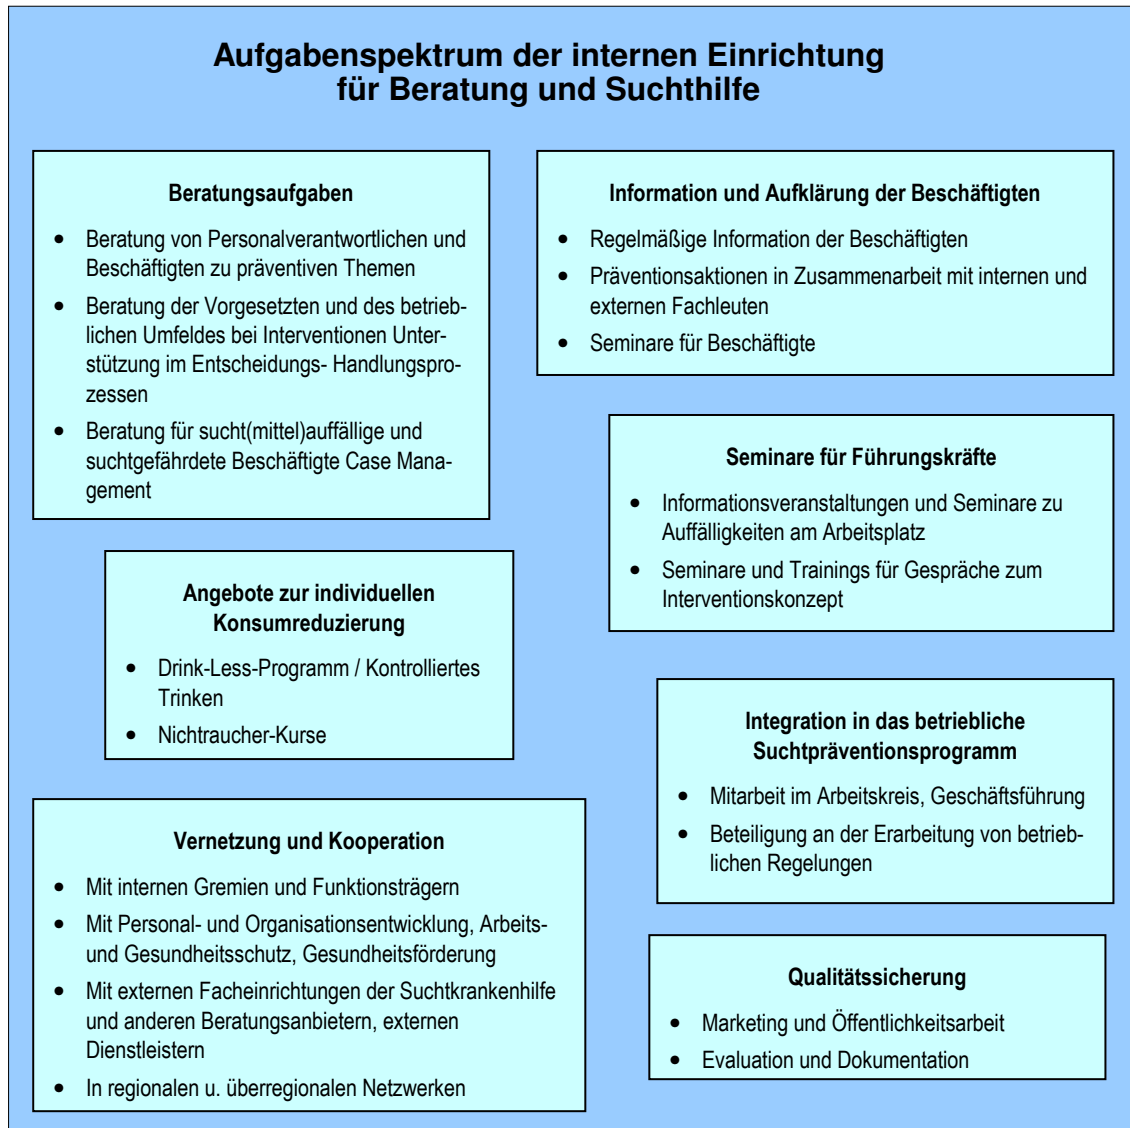 Aufgabenspektrum der internen Einrichtung
für Beratung und Suchthilfe
Beratungsaufgaben
• Beratung von Personalverantwortlichen und
Beschäftigten zu präventiven Themen
• Beratung der Vorgesetzten und des betrieb-
lichen Umfeldes bei Interventionen Unter-
stützung im Entscheidungs- Handlungspro-
zessen
• Beratung für sucht(mittel)auffällige und
suchtgefährdete Beschäftigte Case Mana-
gement
Information und Aufklärung der Beschäftigten
• Regelmäßige Information der Beschäftigten
• Präventionsaktionen in Zusammenarbeit mit internen und
externen Fachleuten
• Seminare für Beschäftigte
Seminare für Führungskräfte
• Informationsveranstaltungen und Seminare zu
Auffälligkeiten am Arbeitsplatz
• Seminare und Trainings für Gespräche zum
Interventionskonzept
Angebote zur individuellen
Konsumreduzierung
• Drink-Less-Programm / Kontrolliertes
Trinken
• Nichtraucher-Kurse
Integration in das betriebliche
Suchtpräventionsprogramm
• Mitarbeit im Arbeitskreis, Geschäftsführung
• Beteiligung an der Erarbeitung von betrieb-
lichen Regelungen
Vernetzung und Kooperation
• Mit internen Gremien und Funktionsträgern
• Mit Personal- und Organisationsentwicklung, Arbeits-
und Gesundheitsschutz, Gesundheitsförderung
• Mit externen Facheinrichtungen der Suchtkrankenhilfe
und anderen Beratungsanbietern, externen
Dienstleistern
• In regionalen u. überregionalen Netzwerken
Qualitätssicherung
• Marketing und Öffentlichkeitsarbeit
• Evaluation und Dokumentation